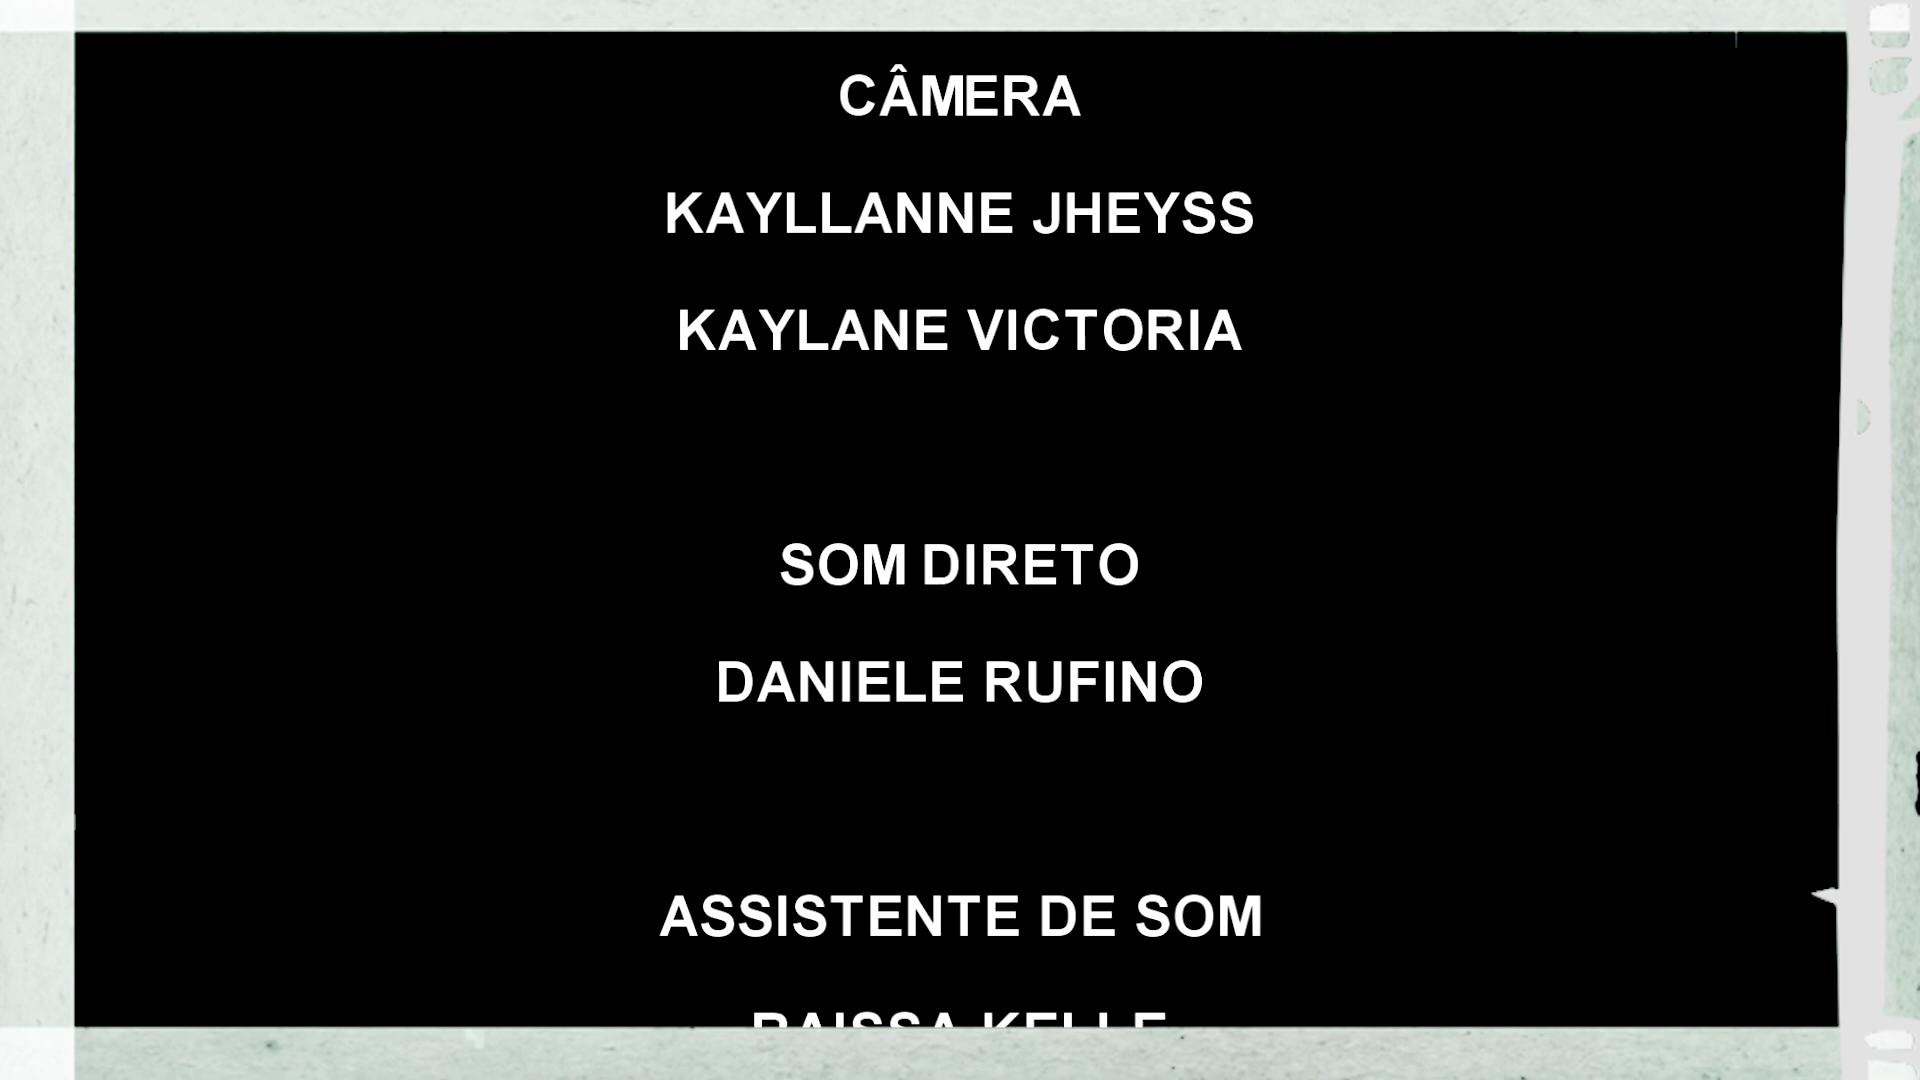 CÂMERA
KAYLLANNE JHEYSS
KAYLANE VICTORIA
SOM DIRETO
DANIELE RUFINO
ASSISTENTE DE SOM